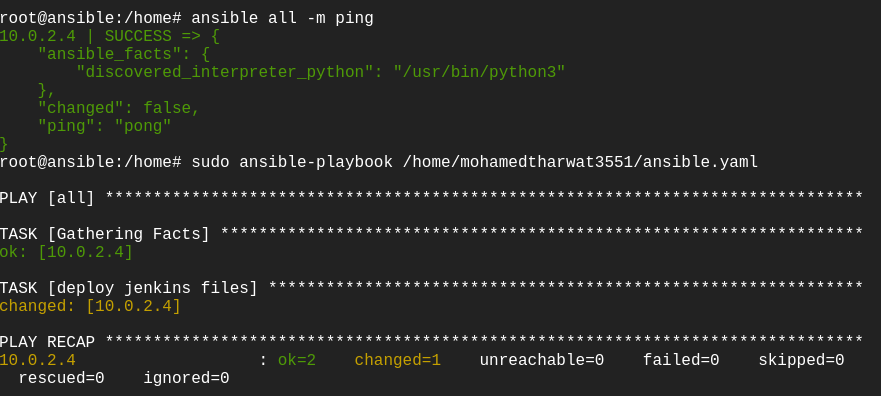 root@ansible:/home# ansible all -m ping
10.0.2.4 | SUCCESS => {
    "ansible_facts": {
        "discovered_interpreter_python": "/usr/bin/python3"
    },
    "changed": false,
    "ping": "pong"
}
root@ansible:/home# sudo ansible-playbook /home/mohamedtharwat3551/ansible.yaml

PLAY [all] *******************************************************************************

TASK [Gathering Facts] *******************************************************************
ok: [10.0.2.4]

TASK [deploy jenkins files] **************************************************************
changed: [10.0.2.4]

PLAY RECAP *******************************************************************************
10.0.2.4                   : ok=2    changed=1    unreachable=0    failed=0    skipped=0
  rescued=0    ignored=0